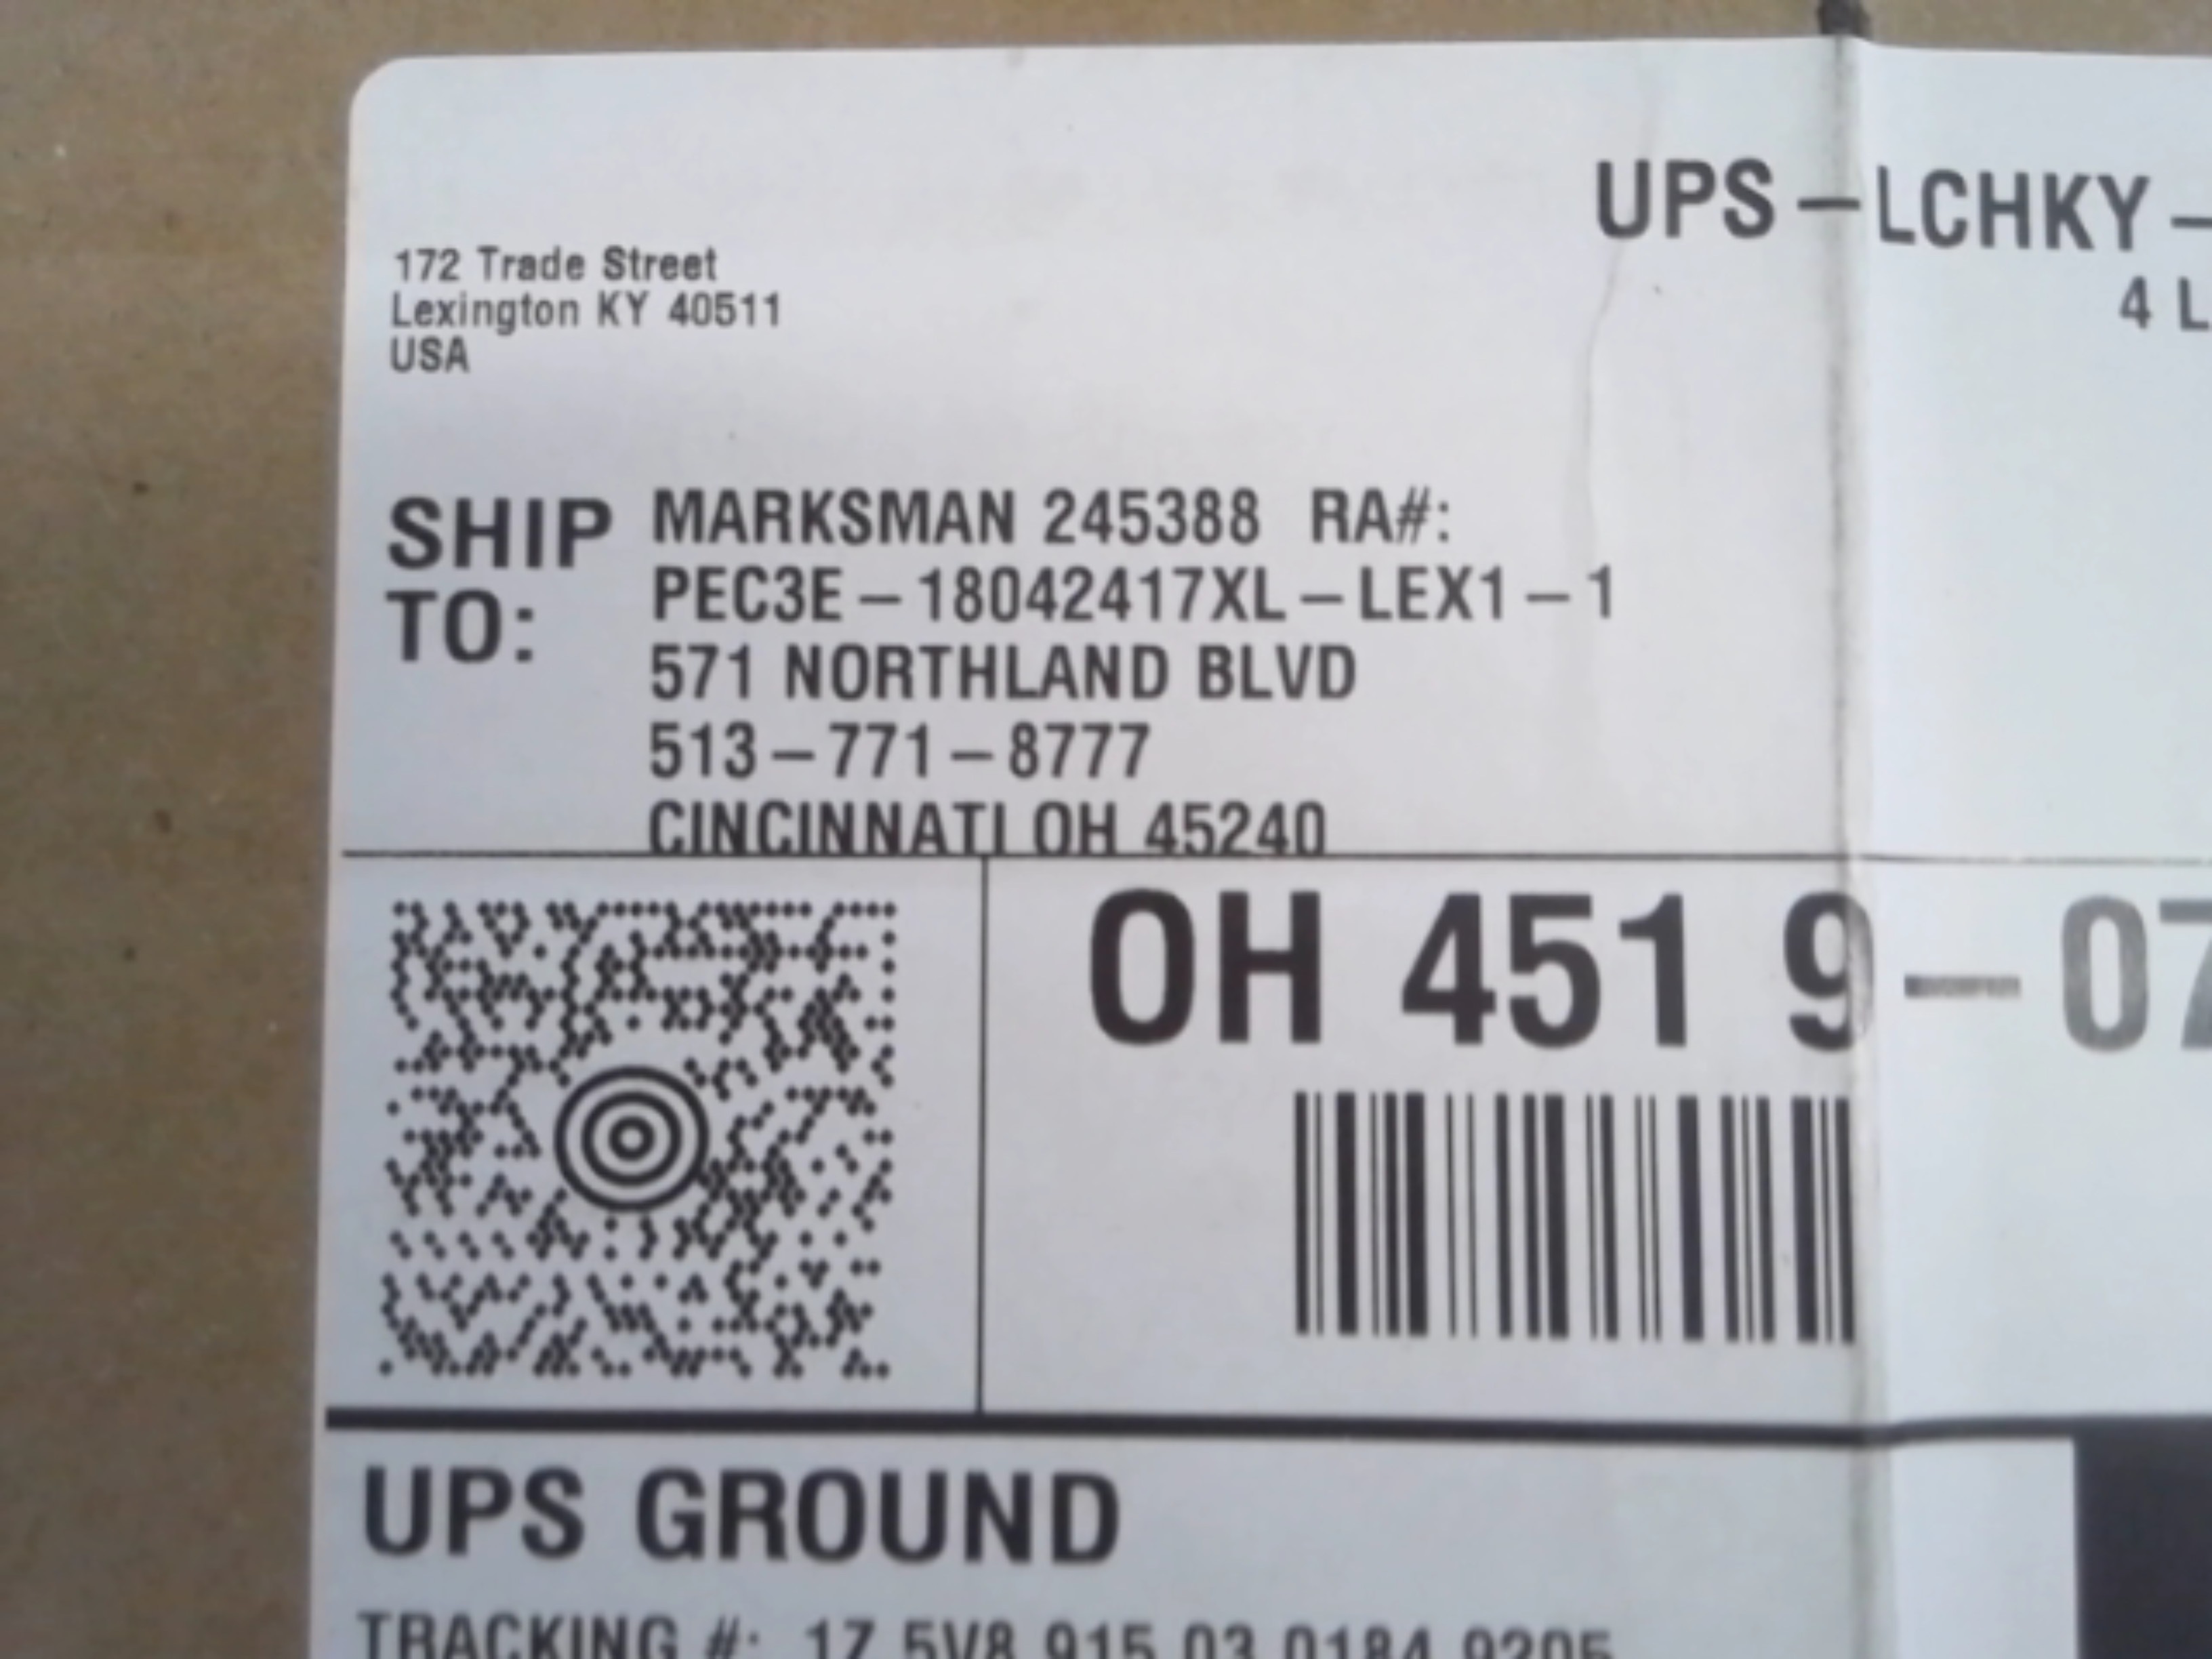 UPS-LCHKY-
4 L
172 Trade Street
Lexington KY 40511
USA
SHIP TO:
MARKSMAN 245388 RA#:
PEC3E-18042417XL-LEX1-1
571 NORTHLAND BLVD
513-771-8777
CINCINNATI OH 45240
OH 451 9-07
UPS GROUND
TRACKING #: 1Z 5V8 915 03 0184 9205